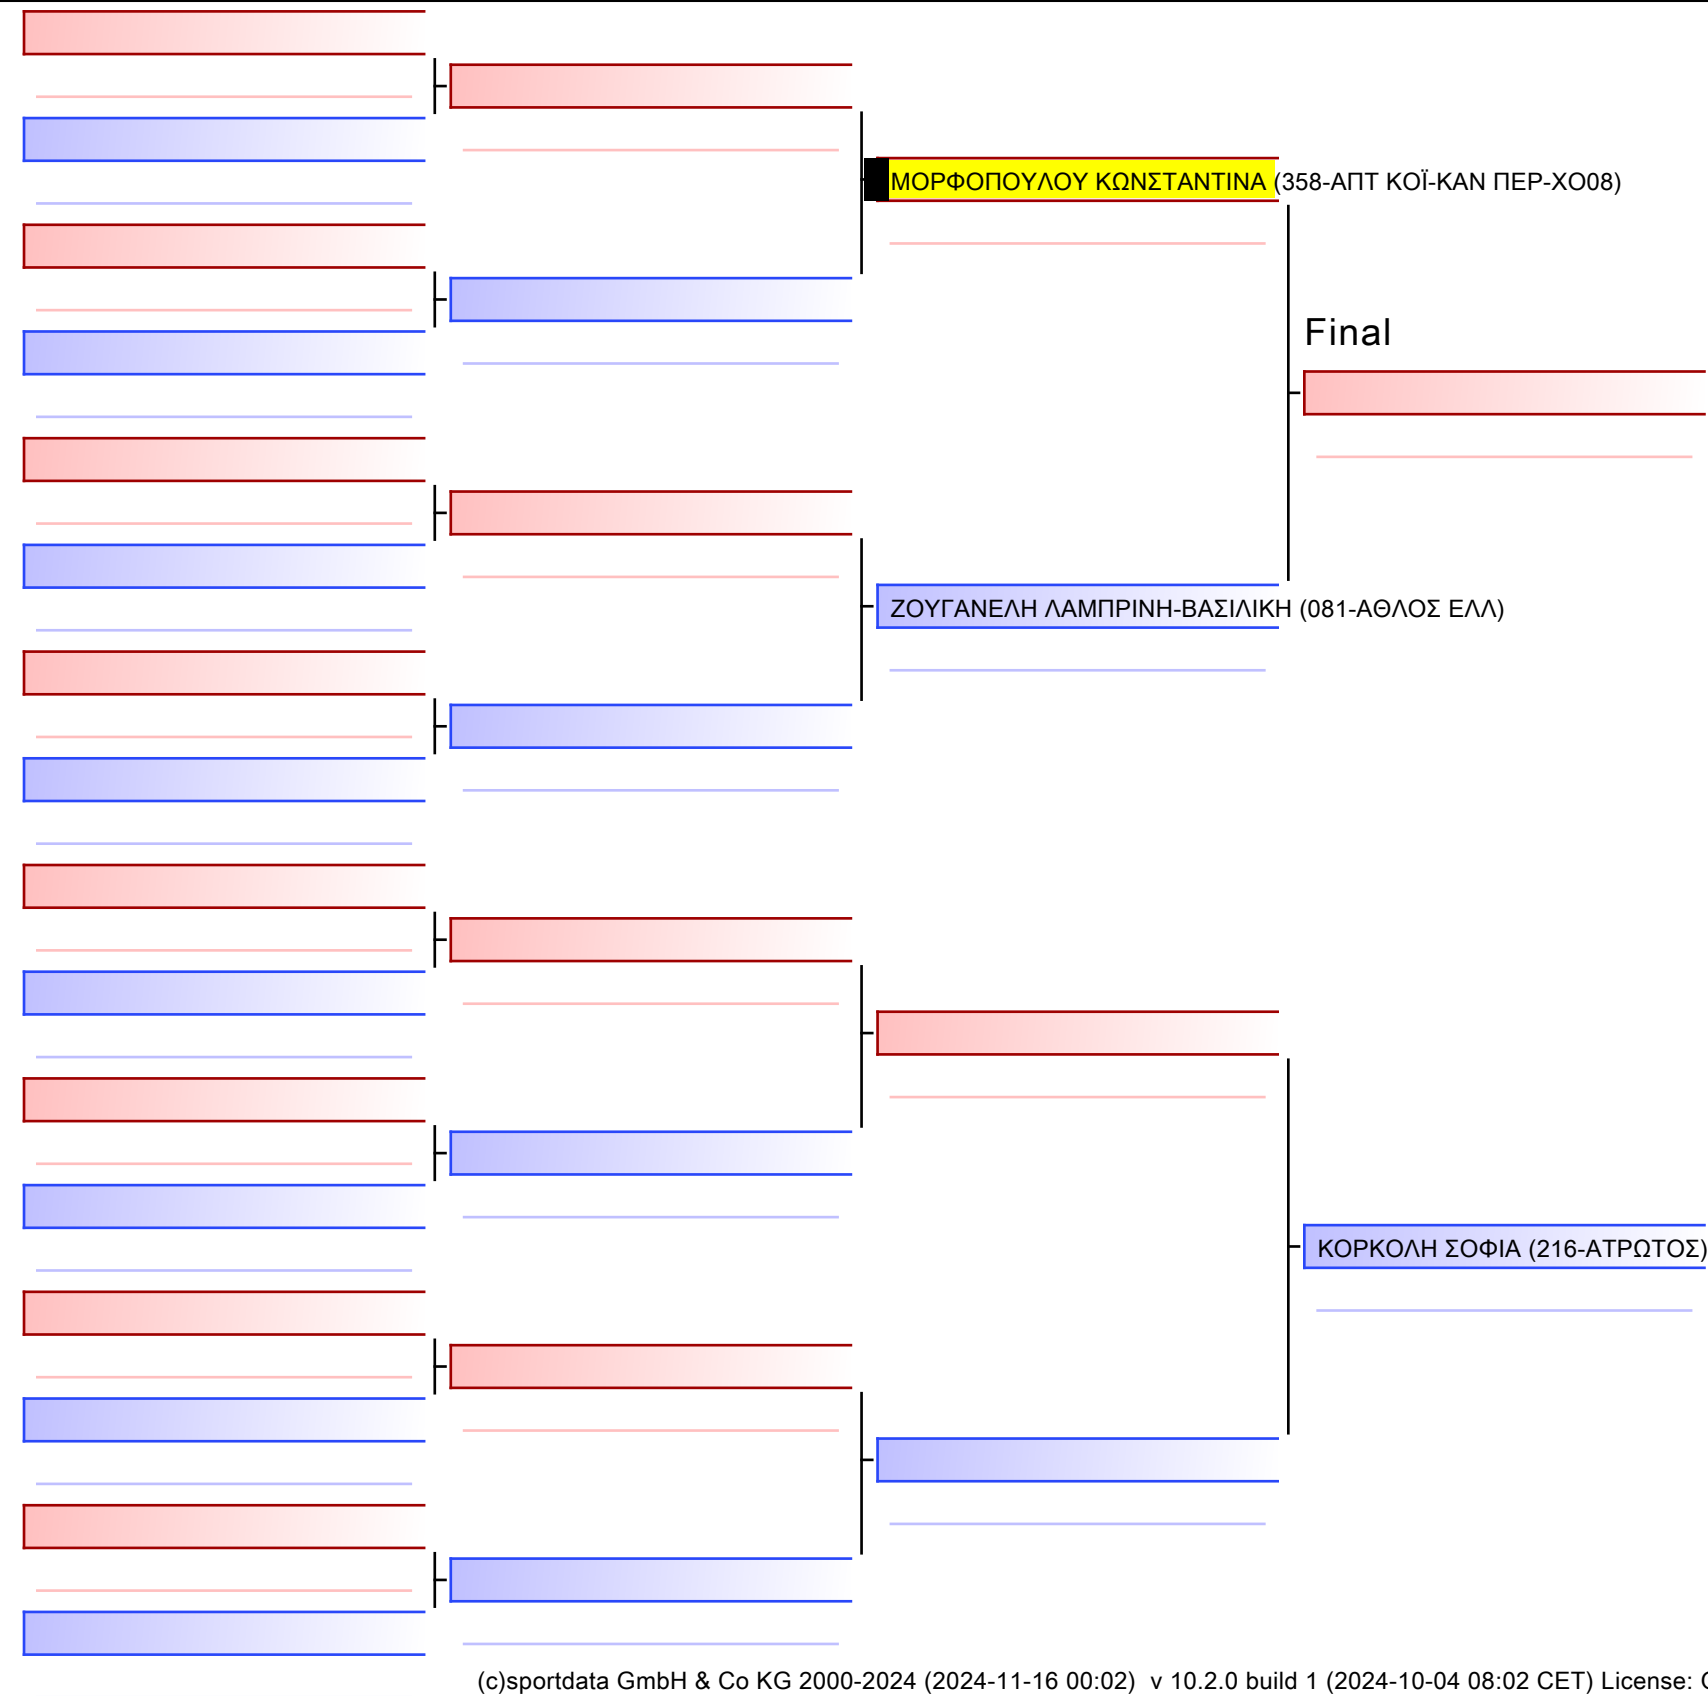 ΜΟΡΦΟΠΟΥΛΟΥ ΚΩΝΣΤΑΝΤΙΝΑ (358-ΑΠΤ ΚΟΪ-ΚΑΝ ΠΕΡ-ΧΟ08)
Final
ΖΟΥΓΑΝΕΛΗ ΛΑΜΠΡΙΝΗ-ΒΑΣΙΛΙΚΗ (081-ΑΘΛΟΣ ΕΛΛ)
ΚΟΡΚΟΛΗ ΣΟΦΙΑ (216-ΑΤΡΩΤΟΣ)
(c)sportdata GmbH & Co KG 2000-2024 (2024-11-16 00:02) v 10.2.0 build 1 (2024-10-04 08:02 CET) License: